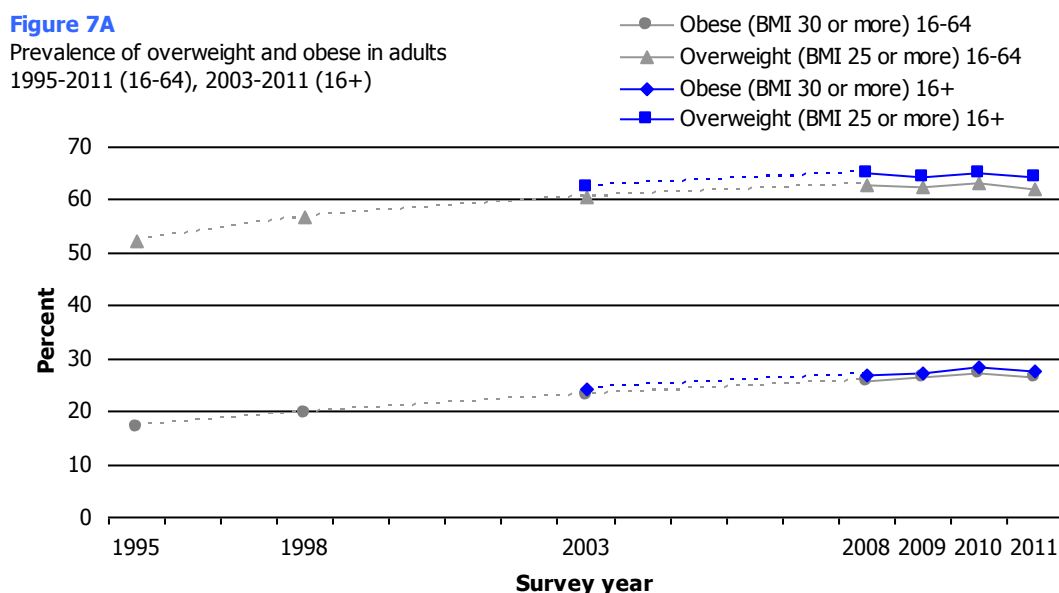 Figure 7A
Prevalence of overweight and obese in adults
1995-2011 (16-64), 2003-2011 (16+)
Obese (BMI 30 or more) 16-64
Overweight (BMI 25 or more) 16-64
Obese (BMI 30 or more) 16+
Overweight (BMI 25 or more) 16+
Percent
70
60
50
40
30
20
10
0
1995 1998 2003 2008 2009 2010 2011
Survey year